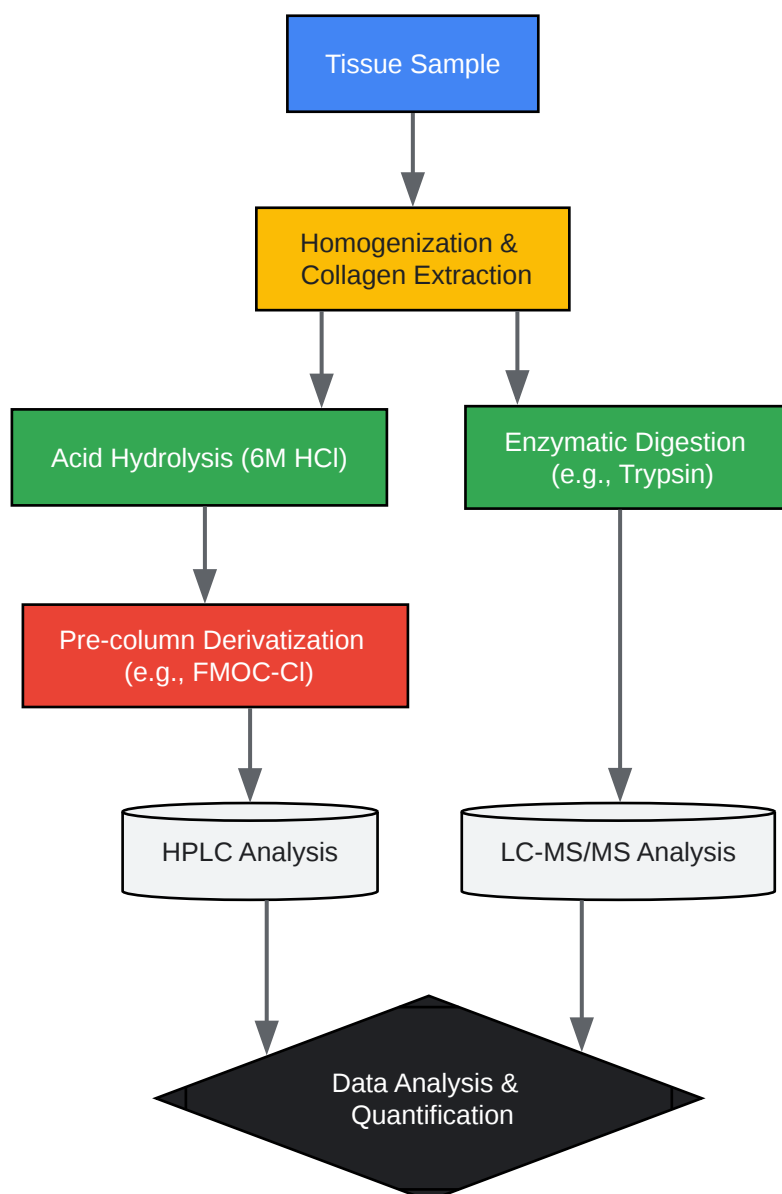 Tissue Sample
Homogenization &
Collagen Extraction
Acid Hydrolysis (6M HCl)
Enzymatic Digestion
(e.g., Trypsin)
Pre-column Derivatization
(e.g., FMOC-Cl)
HPLC Analysis
LC-MS/MS Analysis
Data Analysis &
Quantification